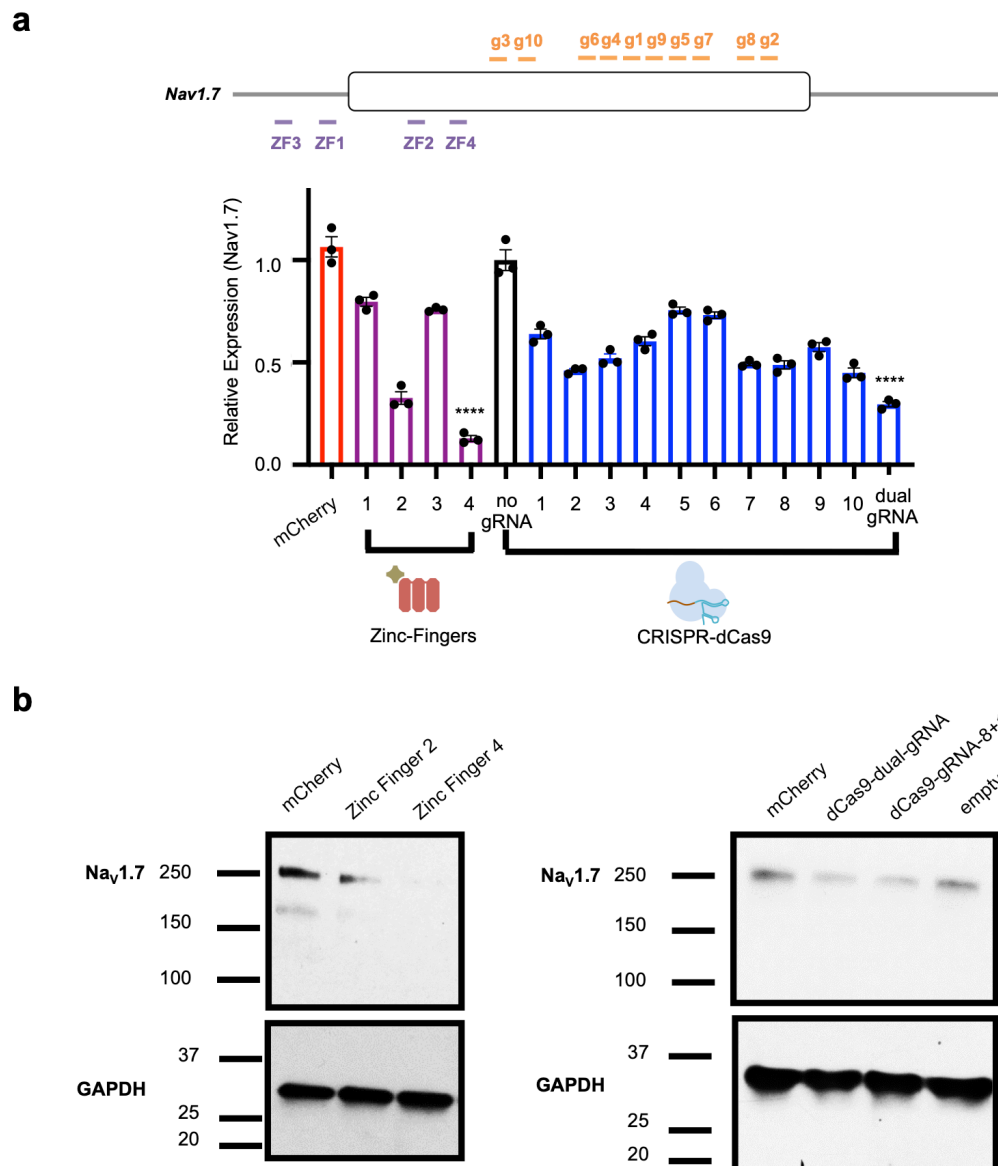 a
g3 g10 g6 g4 g1 g9 g5 g7 g8 g2
Nav1.7
ZF3 ZF1 ZF2 ZF4
Relative Expression (Nav1.7)
1.0
0.5
0.0
****
****
mCherry 1 2 3 4 no gRNA 1 2 3 4 5 6 7 8 9 10 dual gRNA
Zinc-Fingers
CRISPR-dCas9
b
mCherry
Zinc Finger 2
Zinc Finger 4
NaV1.7
250
150
100
GAPDH
37
25
20
mCherry
dCas9-dual-gRNA
dCas9-gRNA-8+
empty
NaV1.7
250
150
100
GAPDH
37
25
20